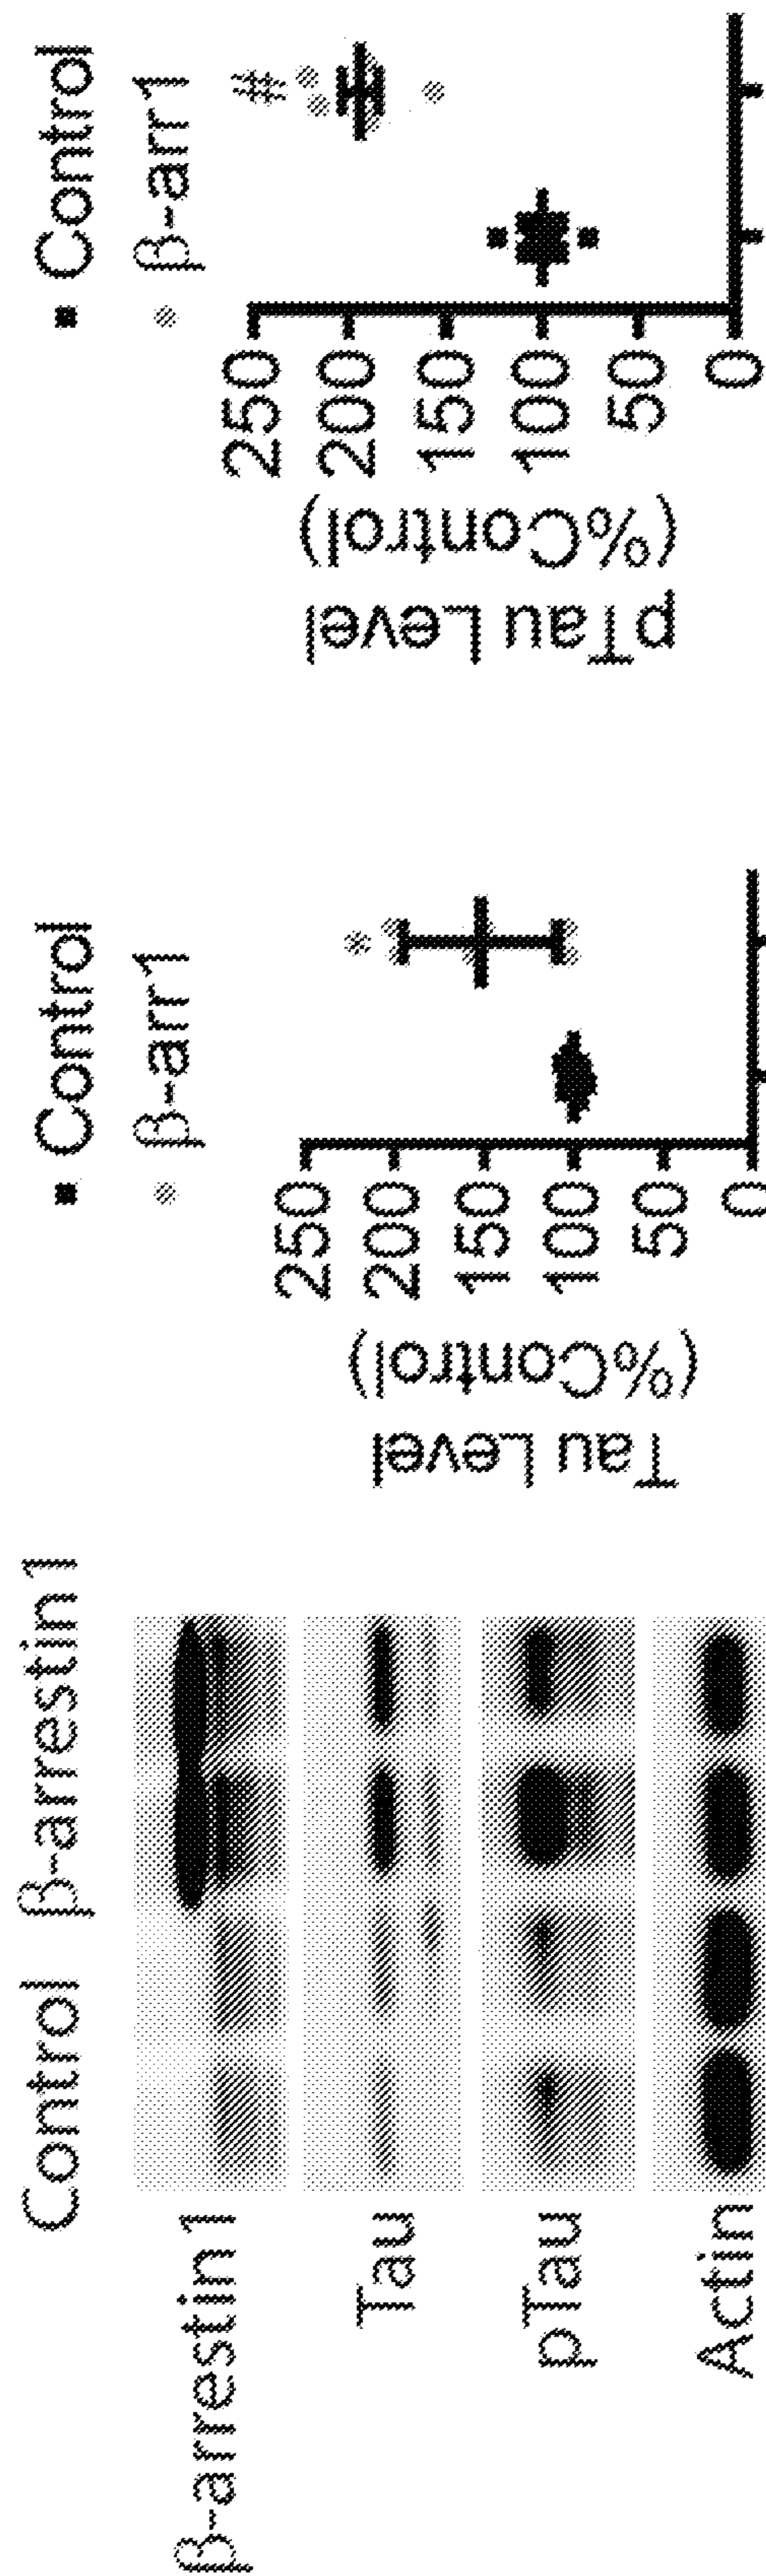 Control β-arrestin1
β-arrestin1
Tau
pTau
Actin
■ Control
β-arr1
Tau Level
(%Control)
250
200
150
100
50
0
*
■ Control
β-arr1
pTau Level
(%Control)
250
200
150
100
50
0
#